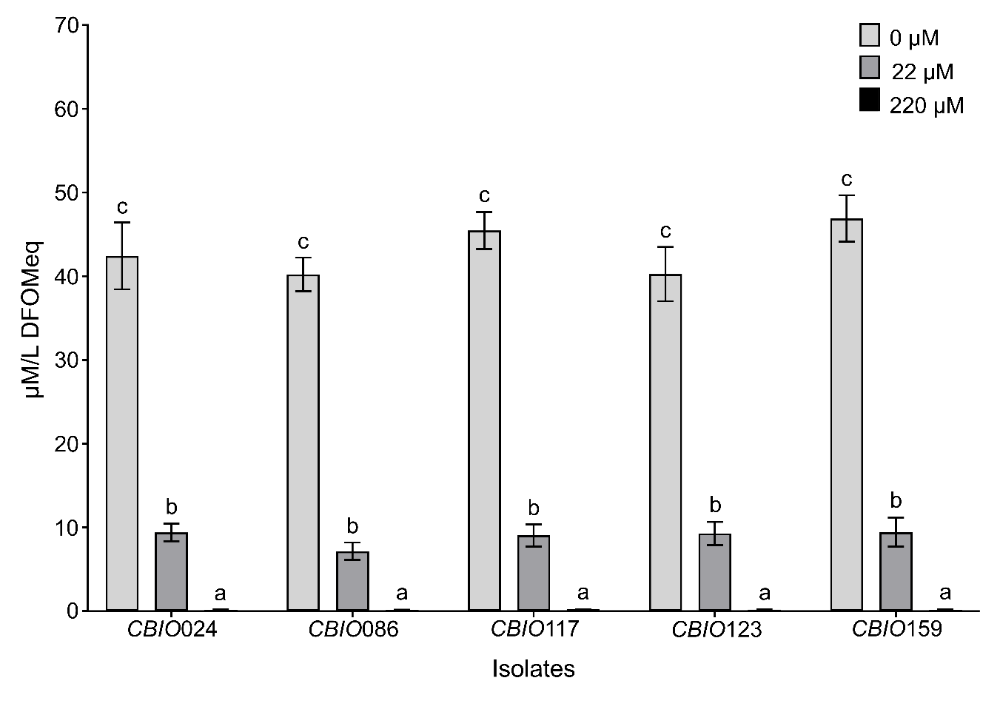 70
60
50
40
30
20
10
0
µM/L DFOMeq
0 µM
22 µM
220 µM
c
b
a
c
b
a
c
b
a
c
b
a
c
b
a
CBIO024
CBIO086
CBIO117
CBIO123
CBIO159
Isolates